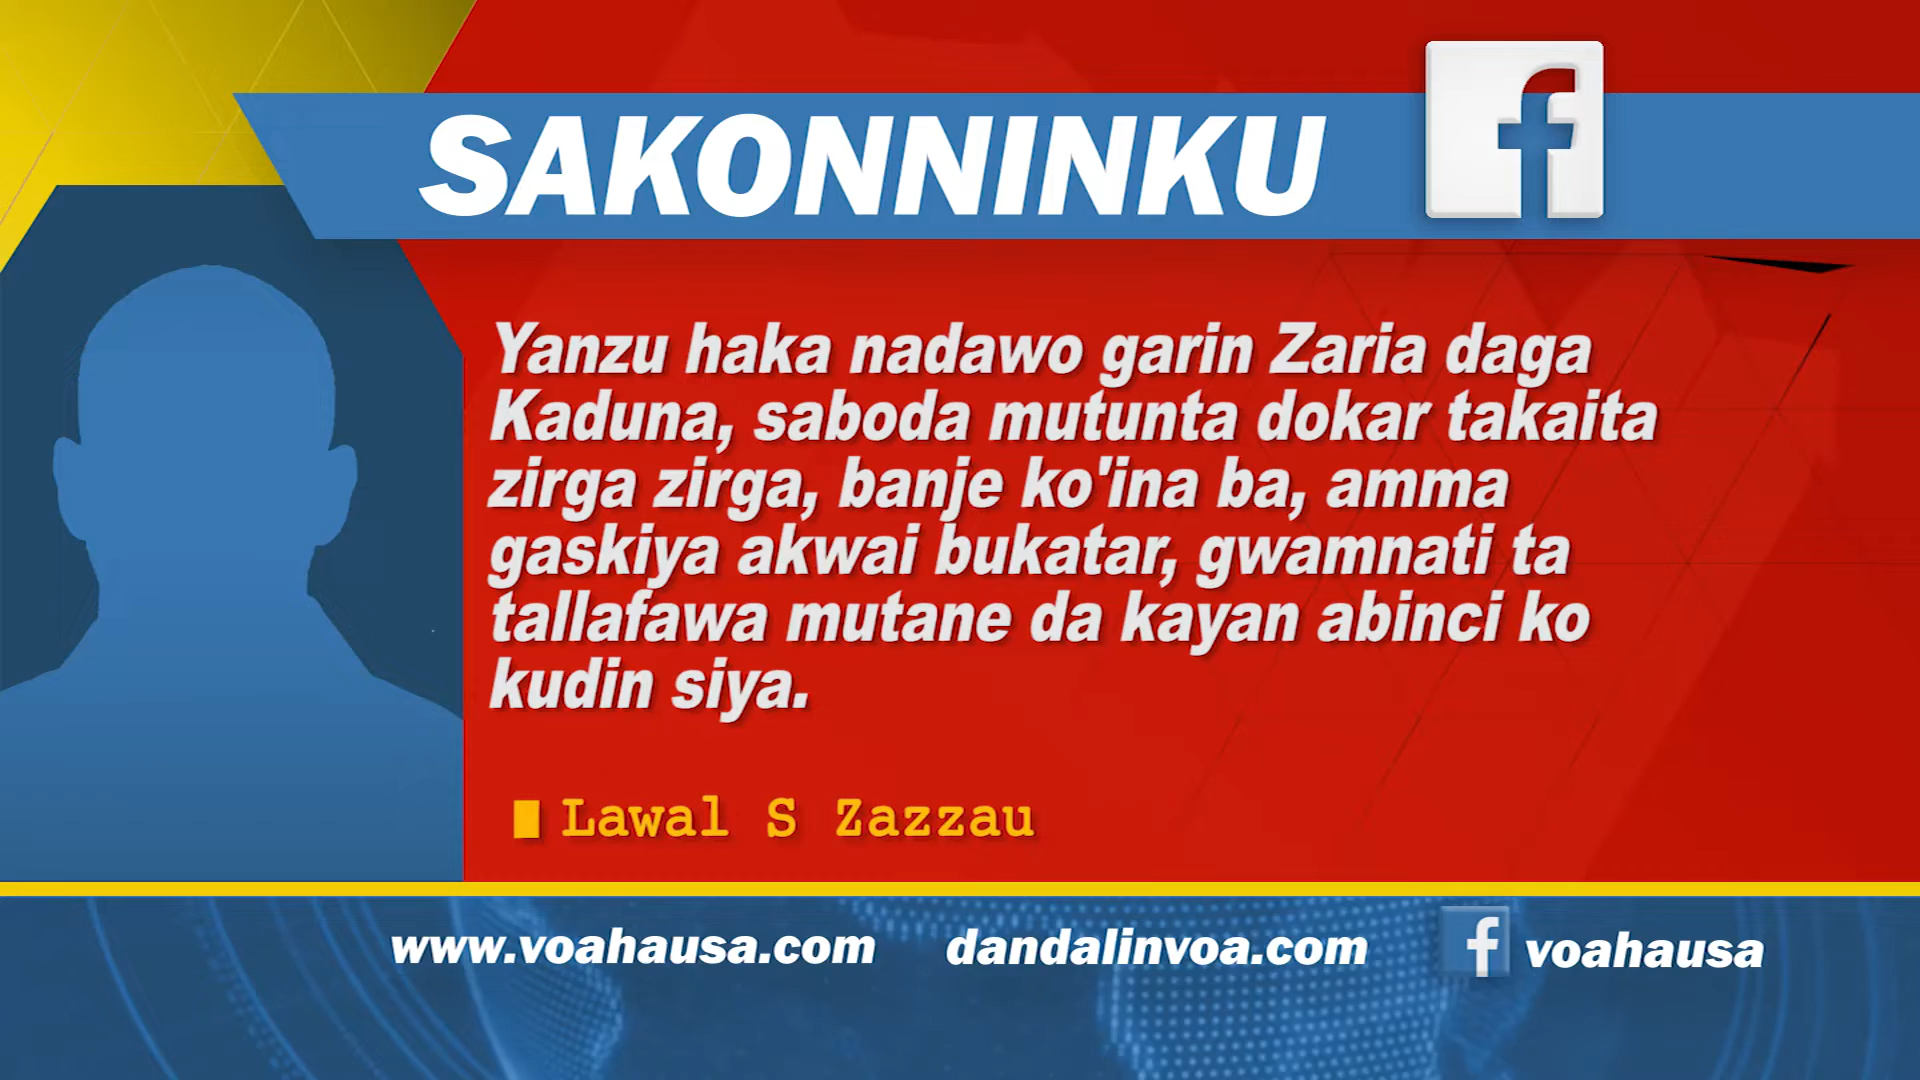 SAKONNINKU
Yanzu haka nadawo garin Zaria daga
Kaduna, saboda mutunta dokar takaita
zirga zirga, banje ko'ina ba, amma
gaskiya akwai bukatar, gwamnati ta
tallafawa mutane da kayan abinci ko
kudin siya.
Lawal S Zazzau
www.voahausa.com dandalinvoa.com voahausa